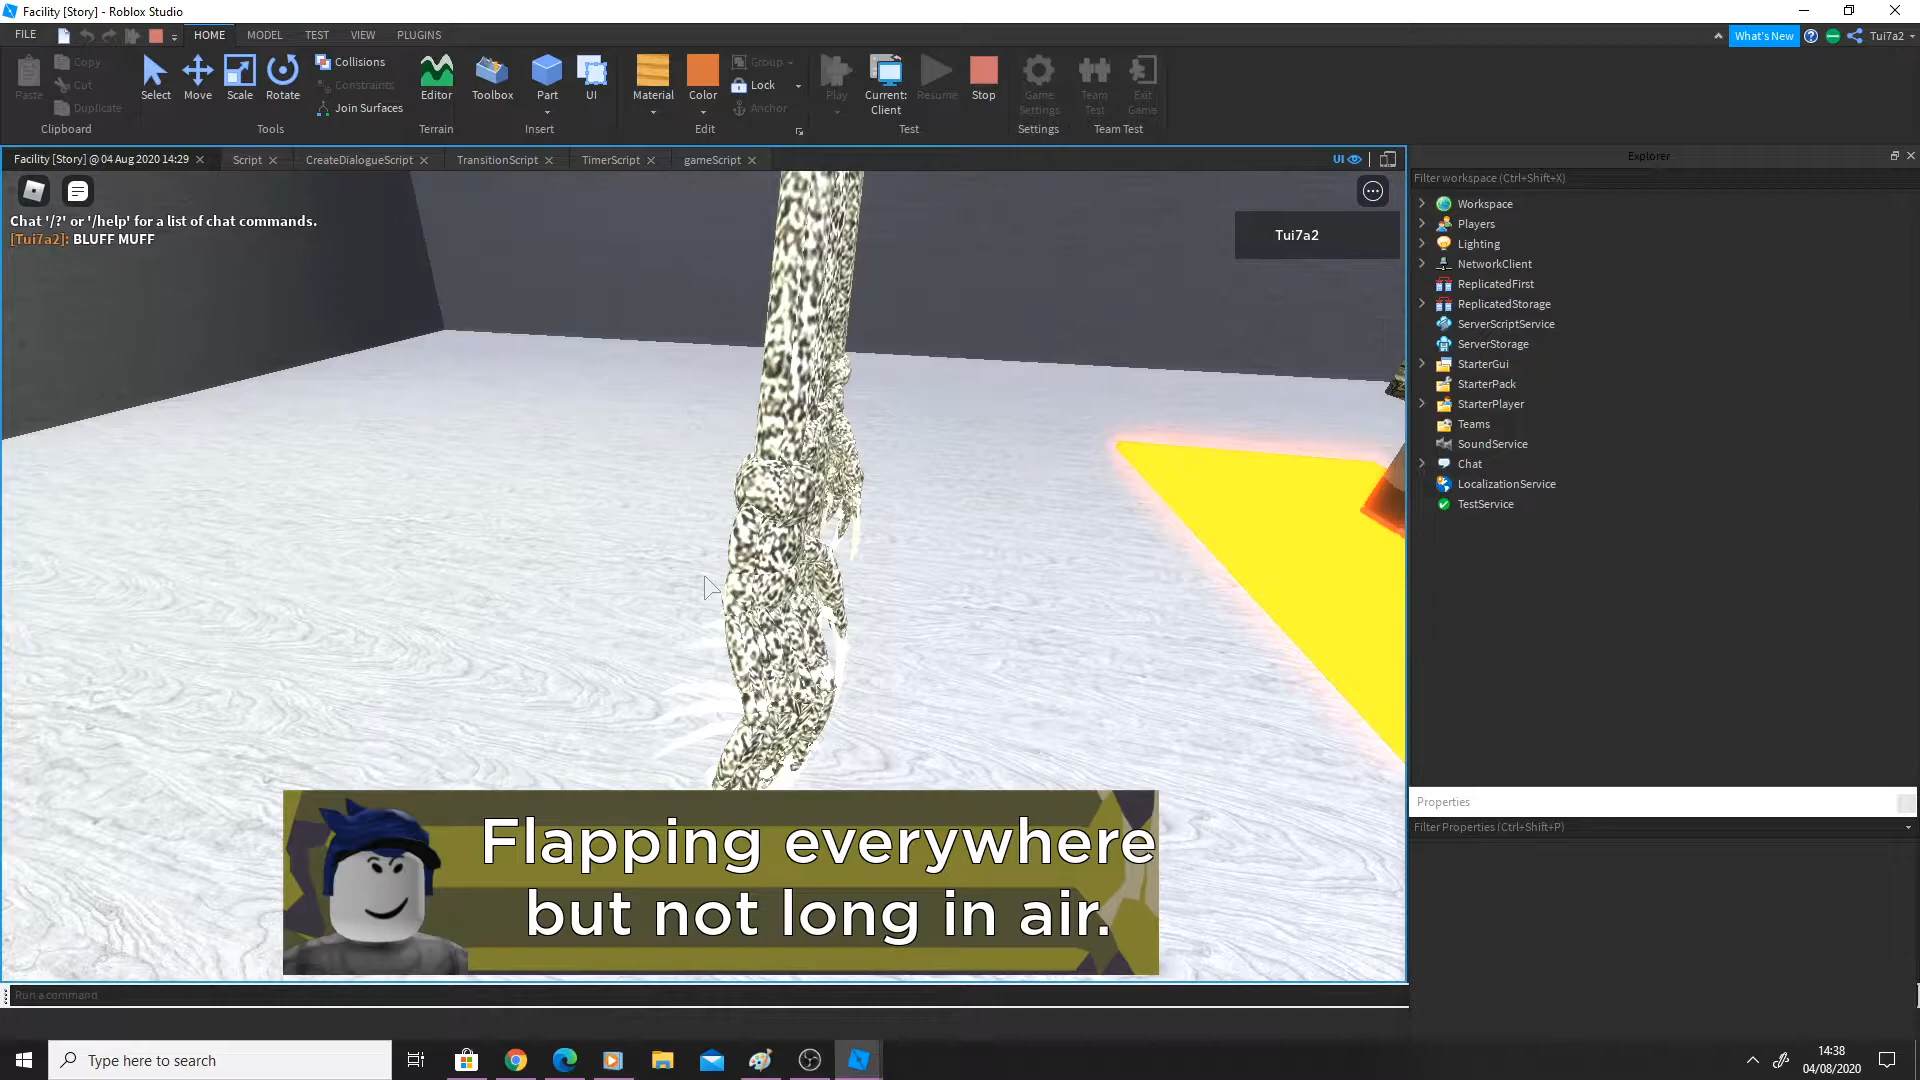 Facility [Story] - Roblox Studio
FILE HOME MODEL TEST VIEW PLUGINS What's New Tui7a2
Paste Copy Cut Duplicate Clipboard
Select Move Scale Rotate Collisions Constraints Join Surfaces Tools
Editor Terrain
Toolbox Part UI Insert
Material Color Group Lock Anchor Edit
Play Current: Client Resume Stop Test
Game Settings Settings
Team Test Exit Game Team Test
Facility [Story] @ 04 Aug 2020 14:29 Script CreateDialogueScript TransitionScript TimerScript gameScript UI
Explorer
Filter workspace (Ctrl+Shift+X)
Chat '/?' or '/help' for a list of chat commands.
[Tui7a2]: BLUFF MUFF
Tui7a2
Workspace
Players
Lighting
NetworkClient
ReplicatedFirst
ReplicatedStorage
ServerScriptService
ServerStorage
StarterGui
StarterPack
StarterPlayer
Teams
SoundService
Chat
LocalizationService
TestService
Properties
Filter Properties (Ctrl+Shift+P)
Flapping everywhere
but not long in air.
Run a command
Type here to search
14:38
04/08/2020